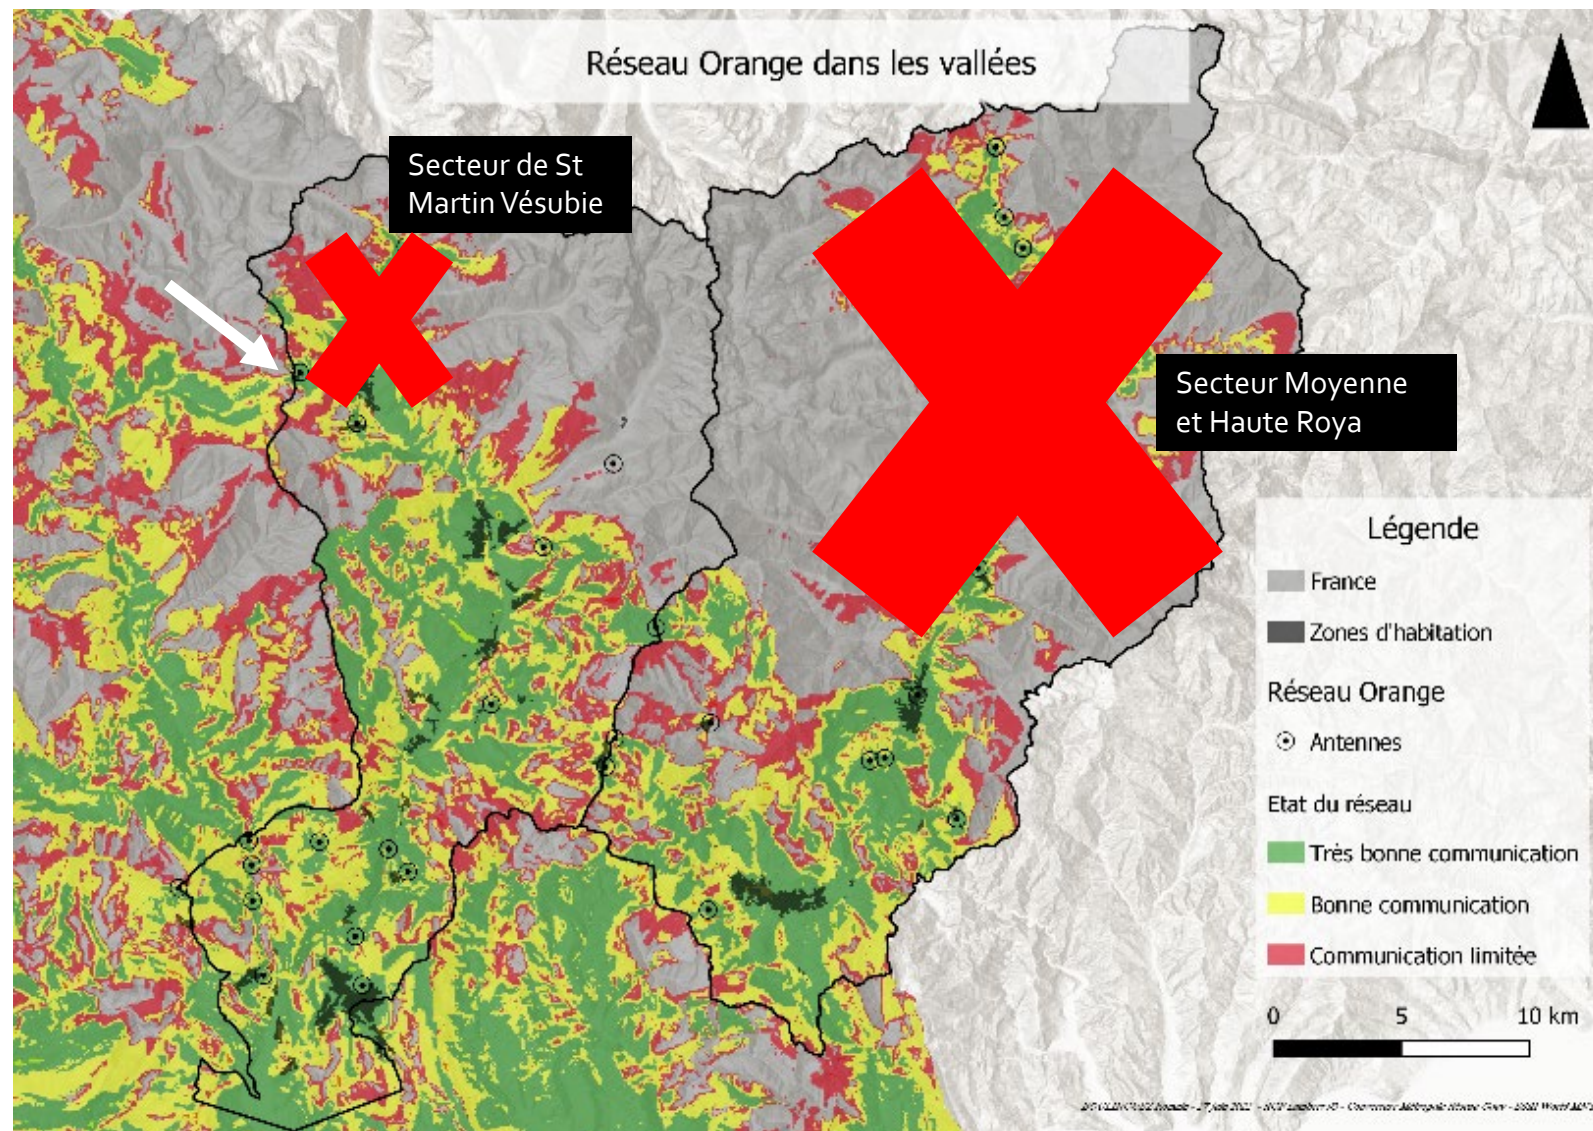 Réseau Orange dans les vallées
Secteur de St
Martin Vésubie
Secteur Moyenne
et Haute Roya
Légende
France
Zones d'habitation
Réseau Orange
Antennes
Etat du réseau
Très bonne communication
Bonne communication
Communication limitée
0 5 10 km